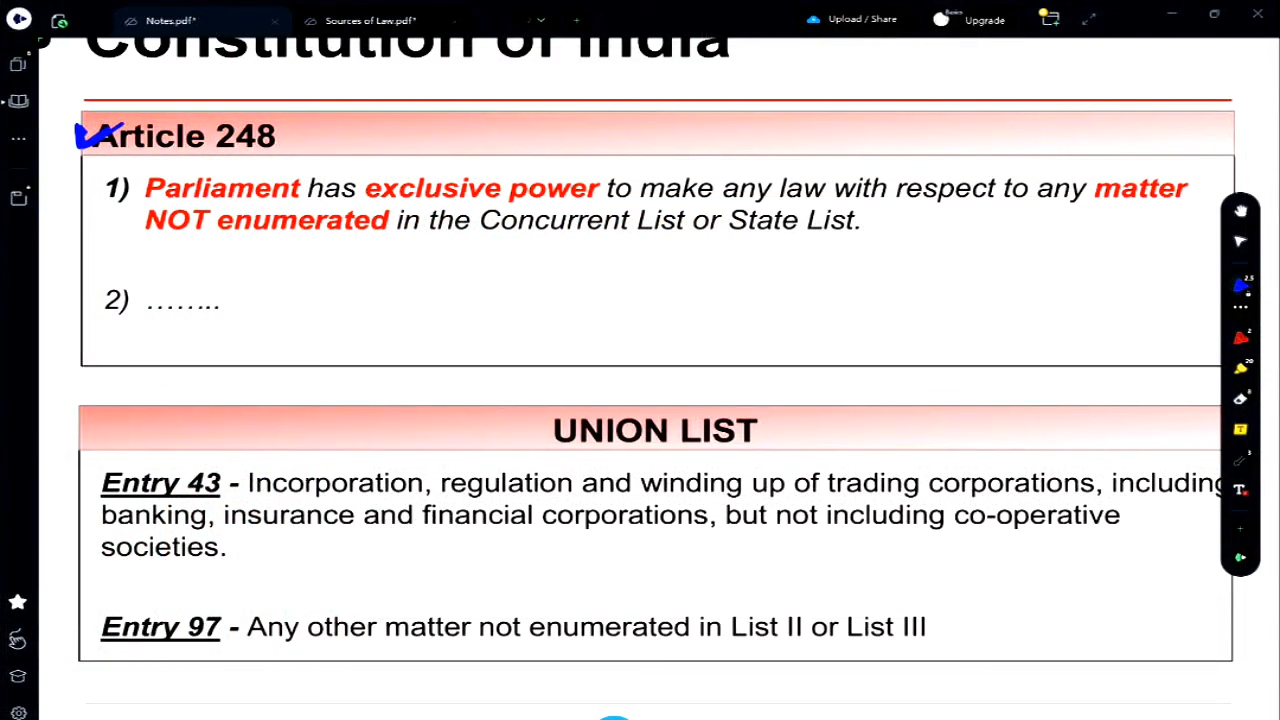 Notes.pdf*
Sources of Law.pdf*
Upload / Share
Basics
Upgrade
Constitution of India
Article 248
1) Parliament has exclusive power to make any law with respect to any matter
NOT enumerated in the Concurrent List or State List.
2) ……..
UNION LIST
Entry 43 - Incorporation, regulation and winding up of trading corporations, including
banking, insurance and financial corporations, but not including co-operative
societies.
Entry 97 - Any other matter not enumerated in List II or List III